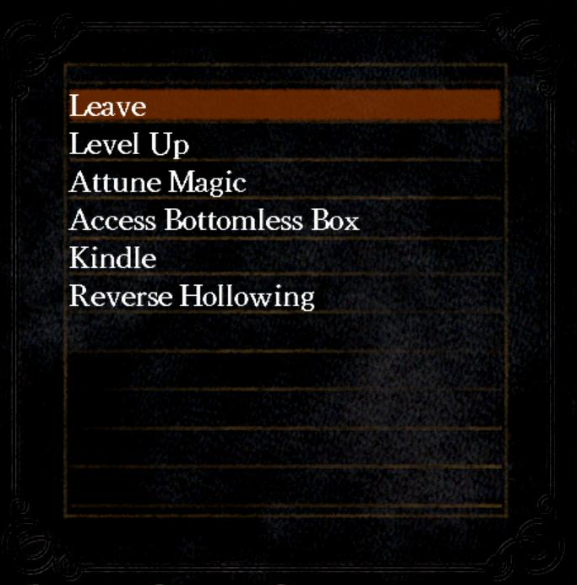 Leave
Level Up
Attune Magic
Access Bottomless Box
Kindle
Reverse Hollowing